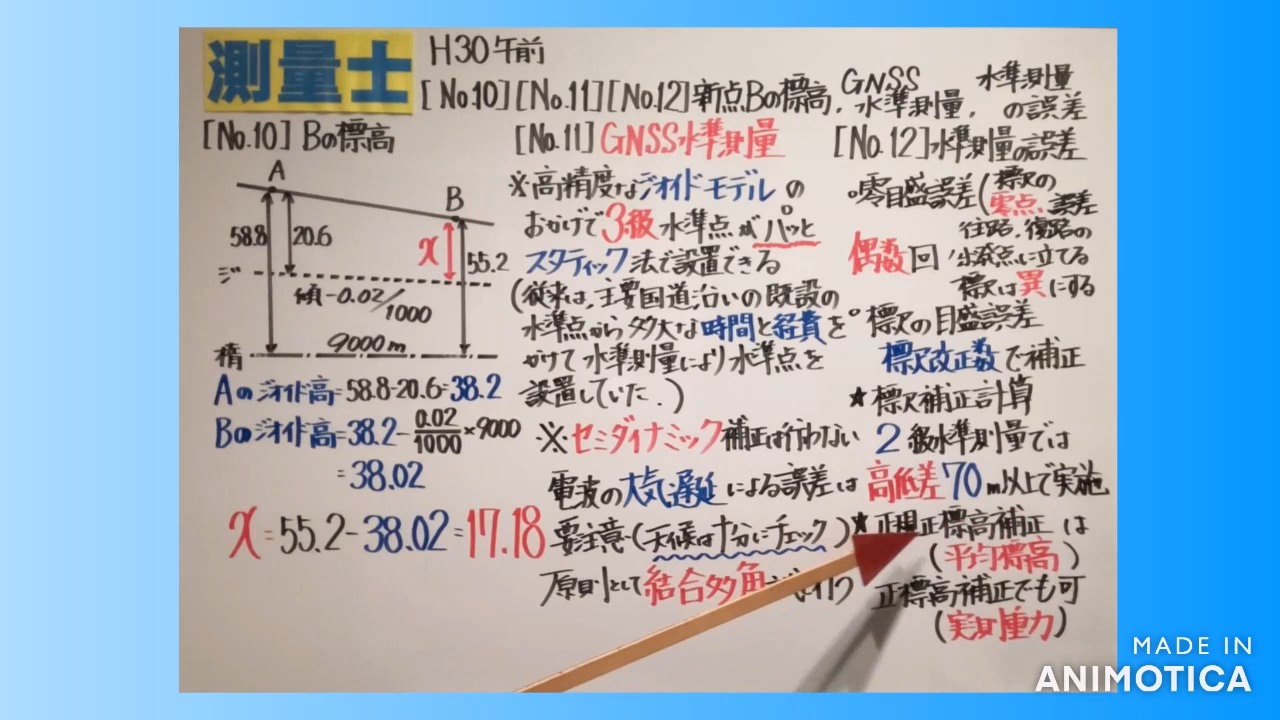 測量士
H30午前
[No.10][No.11][No.12]新点Bの標高, GNSS水準測量, 水準測量の誤差
[No.10] Bの標高
A
B
58.8
20.6
x
55.2
ジ
傾-0.02/1000
9000m
楕
Aのジオイド高=58.8-20.6=38.2
Bのジオイド高=38.2-0.02/1000×9000
=38.02
x=55.2-38.02=17.18
[No.11] GNSS水準測量
※高精度なジオイドモデルの
おかげで3級水準点がパッと
スタティック法で設置できる
(従来は、主要国道沿いの既設の
水準点から多大な時間と経費を
かけて水準測量により水準点を
設置していた.)
※セミダイナミック補正は行わない
電波の大気遅延による誤差は
要注意(天候は十分にチェック)
原則として結合多角
[No.12]水準測量の誤差
零目盛誤差(標尺の
零点誤差
往路、復路の
偶数回 出発点に立てる
標尺は異にする
標尺の目盛誤差
標尺改正数で補正
★標尺補正計算
2級水準測量では
高低差70m以上で実施
★正規正標高補正は
(平均標高)
正標高補正でも可
(実測重力)
MADE IN
ANIMOTICA